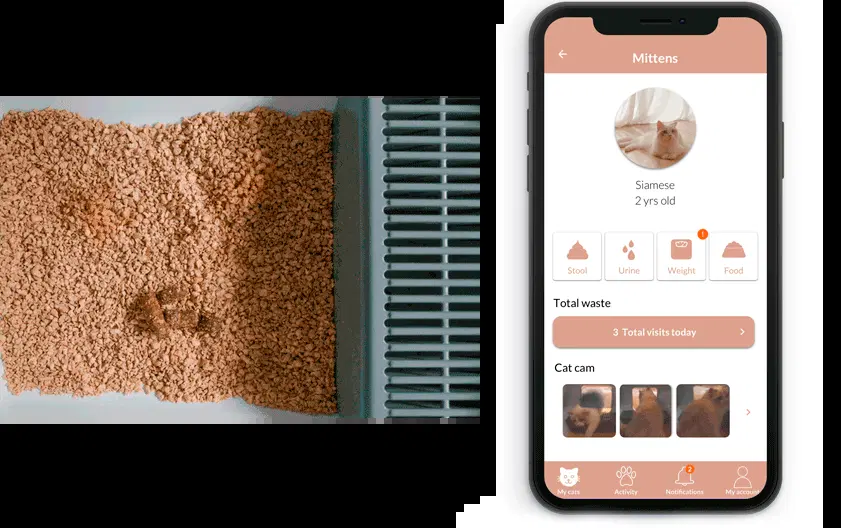 Mittens
Siamese
2 yrs old
!
Stool
Urine
Weight
Food
Total waste
3 Total visits today
Cat cam
2
My cats
Activity
Notifications
My account